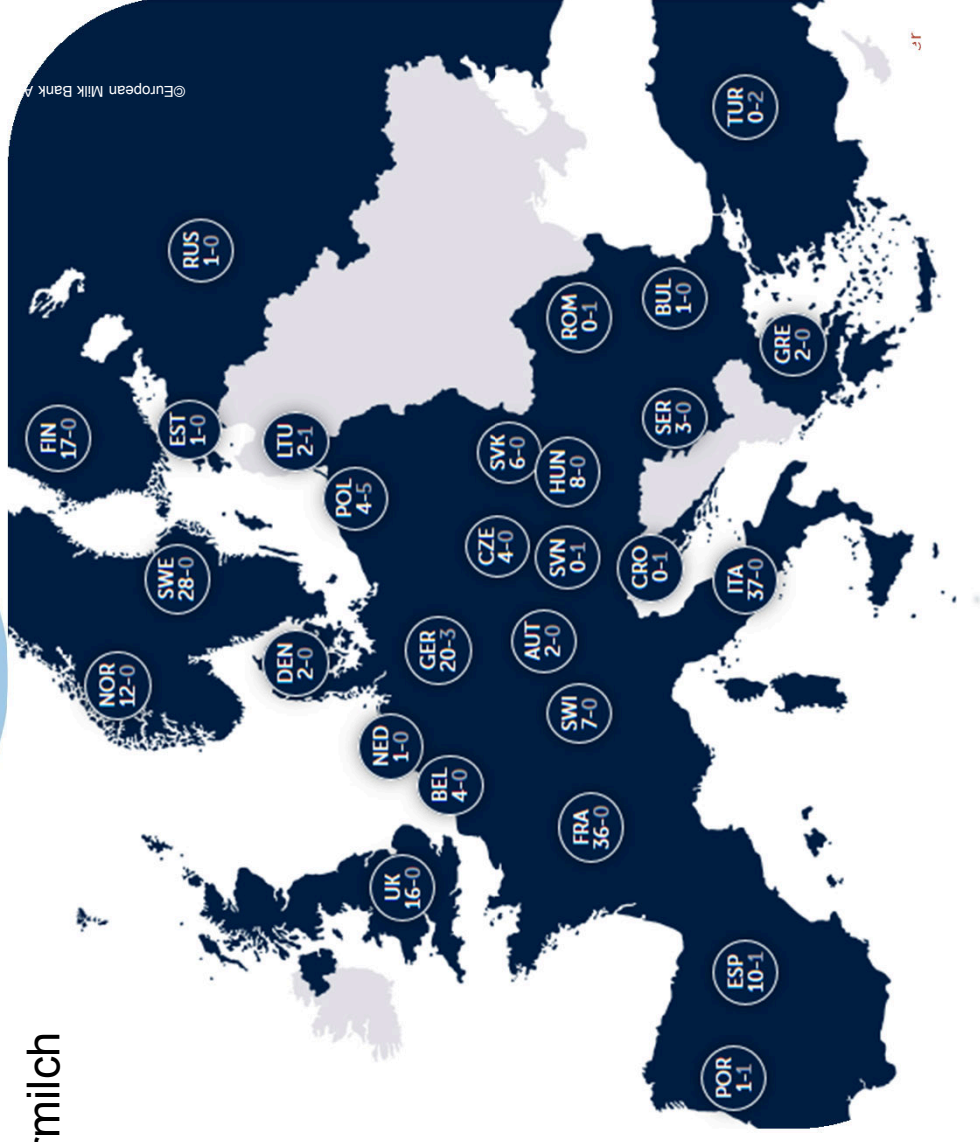 rmilch
©European Milk Bank A
FIN
17-0
RUS
1-0
EST
1-0
SWE
28-0
NOR
12-0
LTU
2-1
DEN
2-0
POL
4-5
NED
1-0
UK
16-0
BEL
4-0
GER
20-3
CZE
4-0
SVK
6-0
HUN
8-0
SVN
0-1
AUT
2-0
SWI
7-0
FRA
36-0
ROM
0-1
BUL
1-0
SER
3-0
CRO
0-1
ITA
37-0
GRE
2-0
TUR
0-2
ESP
10-1
POR
1-1
er